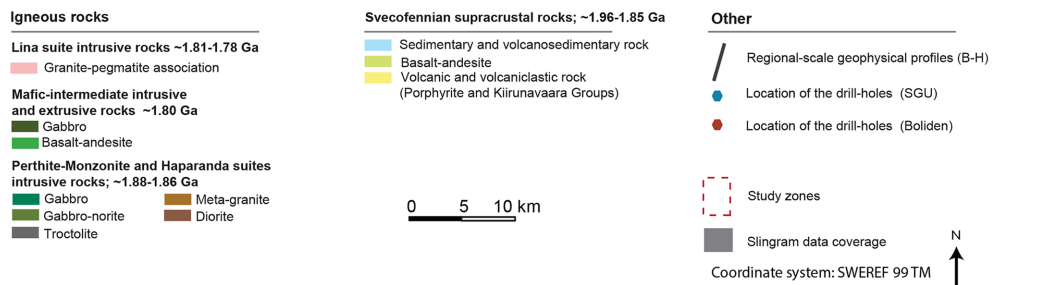 Igneous rocks
Lina suite intrusive rocks ~1.81-1.78 Ga
Granite-pegmatite association
Mafic-intermediate intrusive
and extrusive rocks ~1.80 Ga
Gabbro
Basalt-andesite
Perthite-Monzonite and Haparanda suites
intrusive rocks; ~1.88-1.86 Ga
Gabbro
Meta-granite
Gabbro-norite
Diorite
Troctolite
Svecofennian supracrustal rocks; ~1.96-1.85 Ga
Sedimentary and volcanosedimentary rock
Basalt-andesite
Volcanic and volcaniclastic rock
(Porphyrite and Kiirunavaara Groups)
0 5 10 km
Other
Regional-scale geophysical profiles (B-H)
Location of the drill-holes (SGU)
Location of the drill-holes (Boliden)
Study zones
Slingram data coverage
N
Coordinate system: SWEREF 99 TM